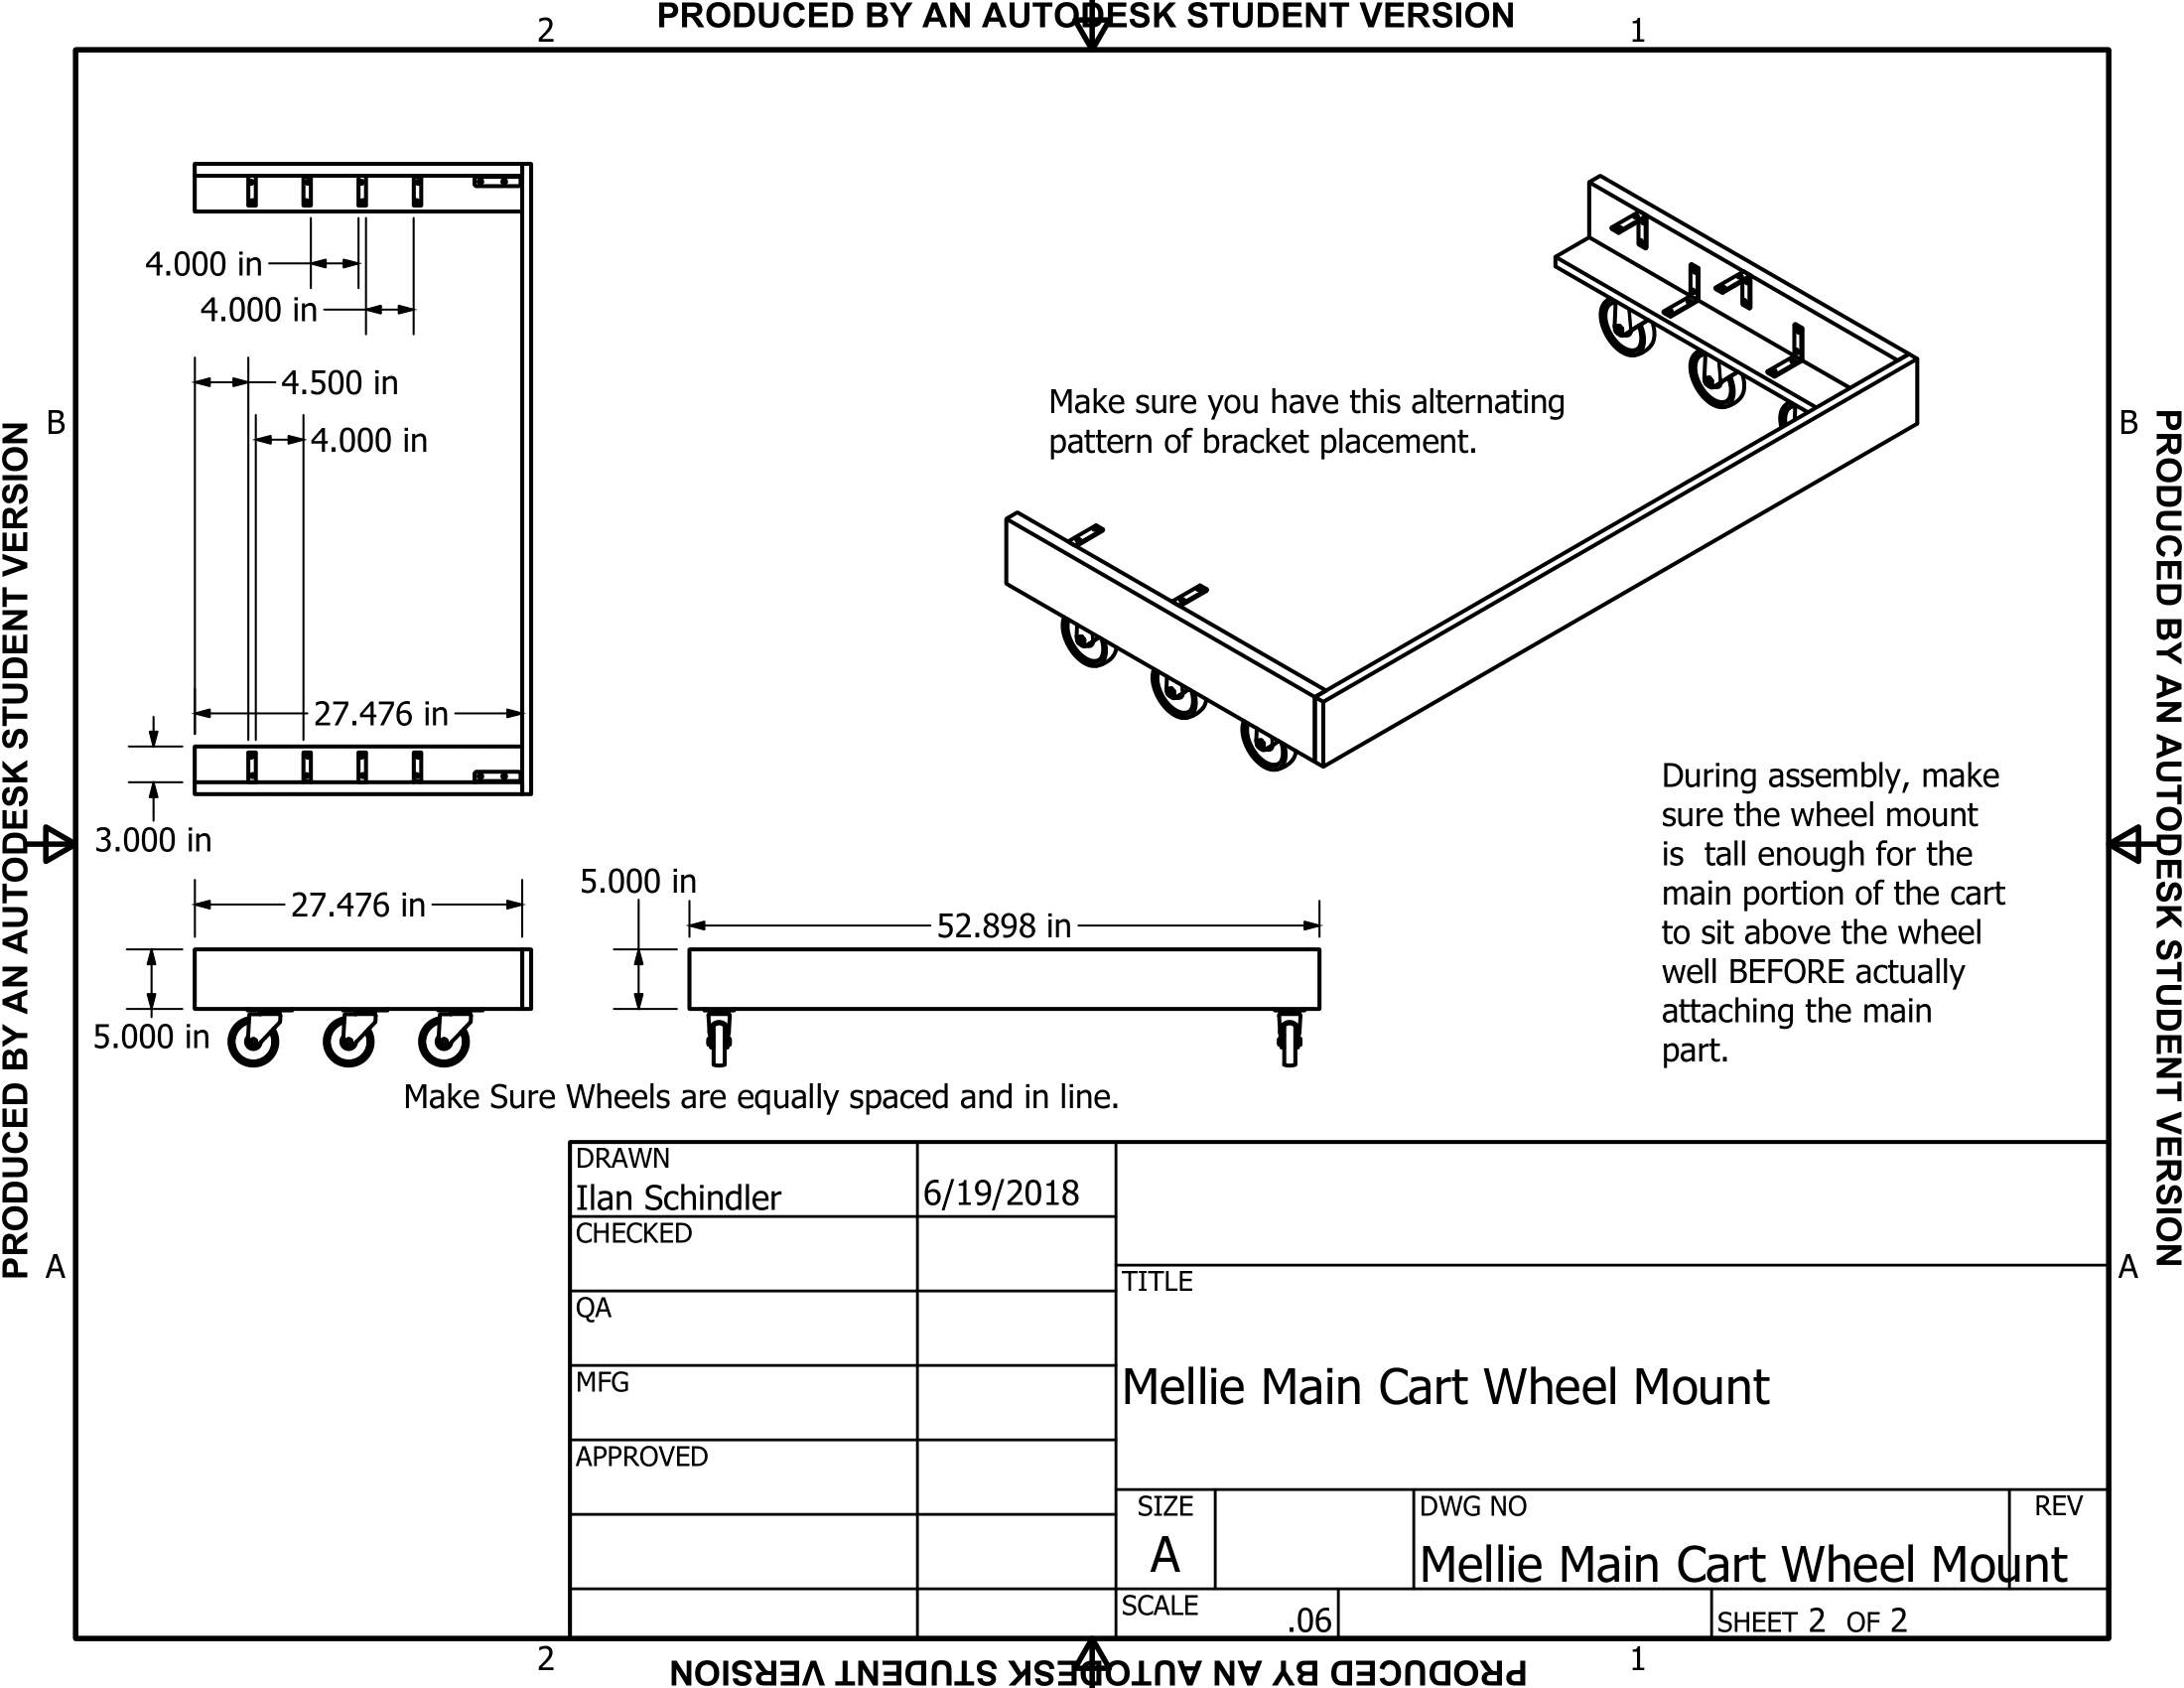 PRODUCED BY AN AUTODESK STUDENT VERSION
2
1
4.000 in
4.000 in
4.500 in
4.000 in
27.476 in
3.000 in
Make sure you have this alternating
pattern of bracket placement.
B
B
PRODUCED BY AN AUTODESK STUDENT VERSION
PRODUCED BY AN AUTODESK STUDENT VERSION
During assembly, make
sure the wheel mount
is tall enough for the
main portion of the cart
to sit above the wheel
well BEFORE actually
attaching the main
part.
27.476 in
5.000 in
5.000 in
52.898 in
Make Sure Wheels are equally spaced and in line.
A
A
DRAWN
Ilan Schindler
6/19/2018
CHECKED
QA
MFG
APPROVED
TITLE
Mellie Main Cart Wheel Mount
SIZE
A
DWG NO
Mellie Main Cart Wheel Mount
REV
SCALE
.06
SHEET 2 OF 2
2
1
PRODUCED BY AN AUTODESK STUDENT VERSION